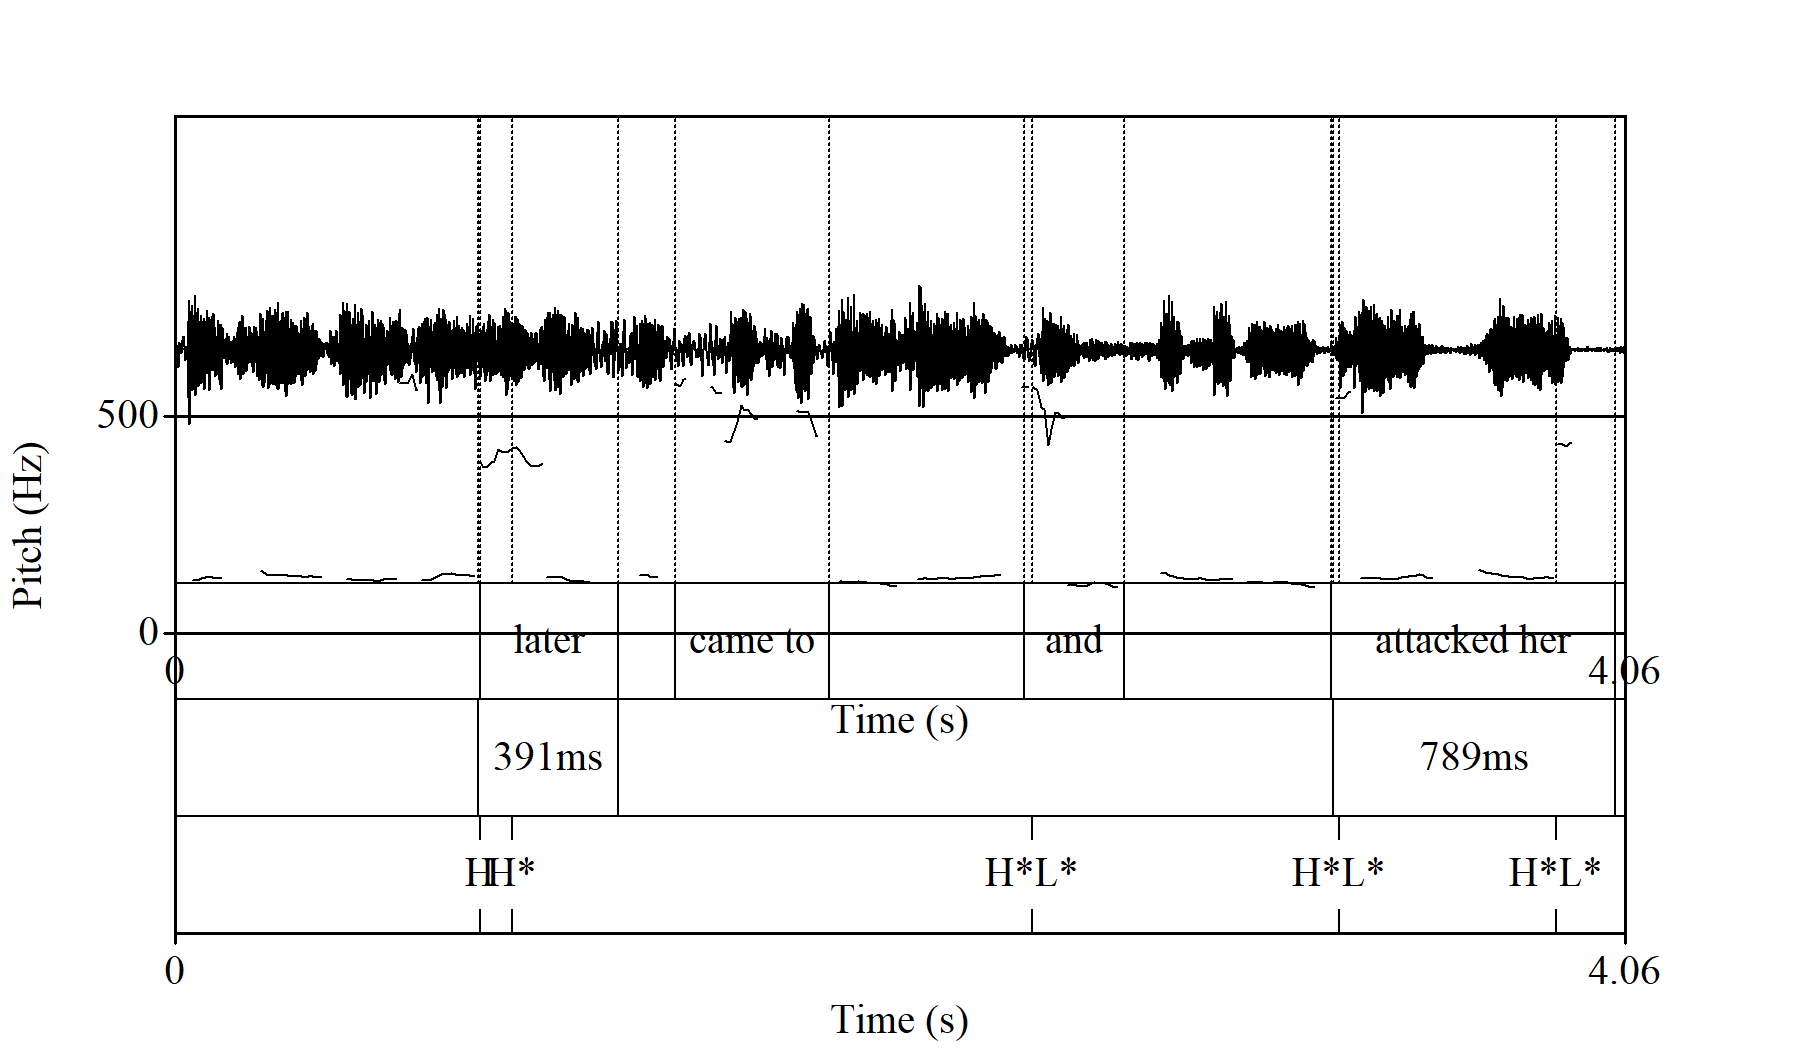 500
Pitch (Hz)
0
later came to and attacked her
0 4.06
Time (s)
391ms 789ms
H H* H*L* H*L* H*L*
0 4.06
Time (s)